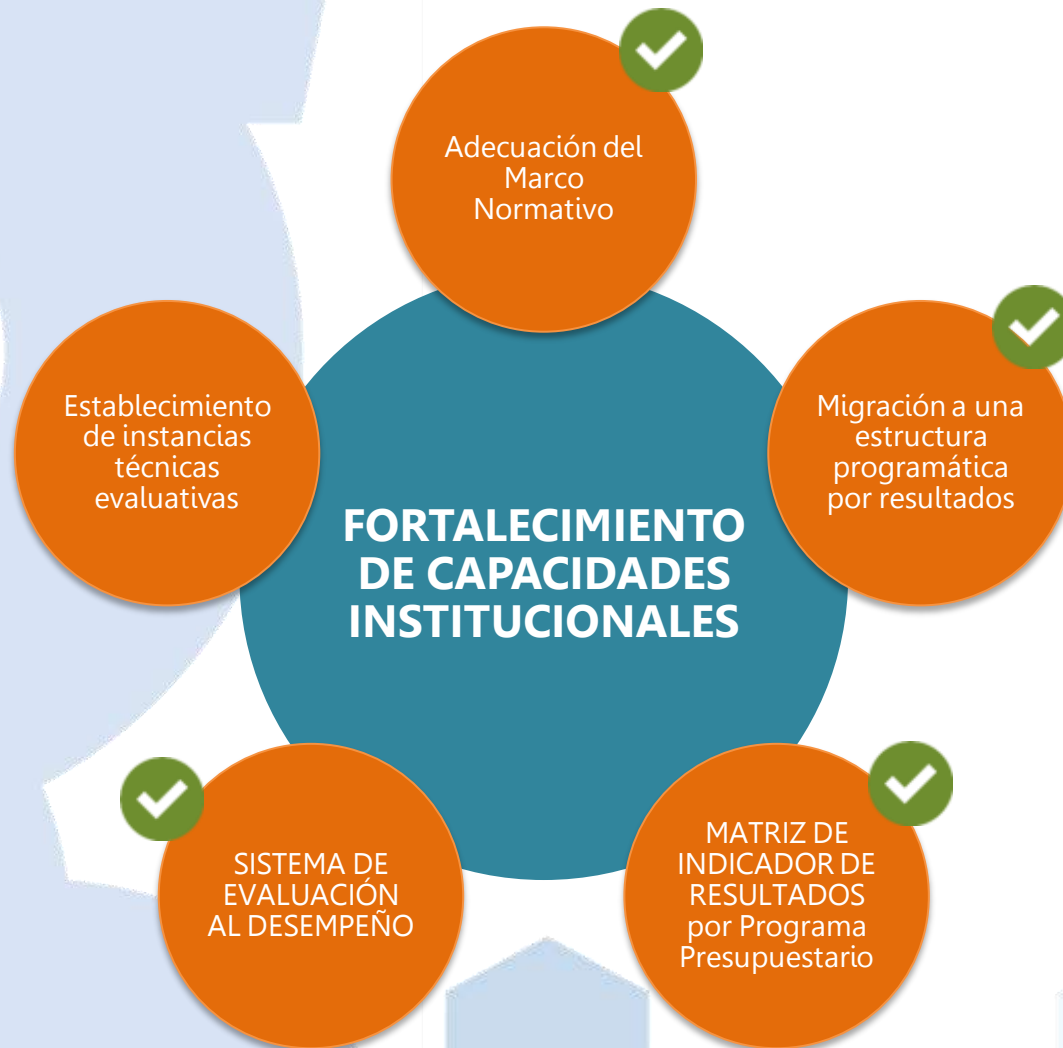 Adecuación del
Marco
Normativo
Migración a una
estructura
programática
por resultados
MATRIZ DE
INDICADOR DE
RESULTADOS
por Programa
Presupuestario
SISTEMA DE
EVALUACIÓN
AL DESEMPEÑO
Establecimiento
de instancias
técnicas
evaluativas
FORTALECIMIENTO
DE CAPACIDADES
INSTITUCIONALES